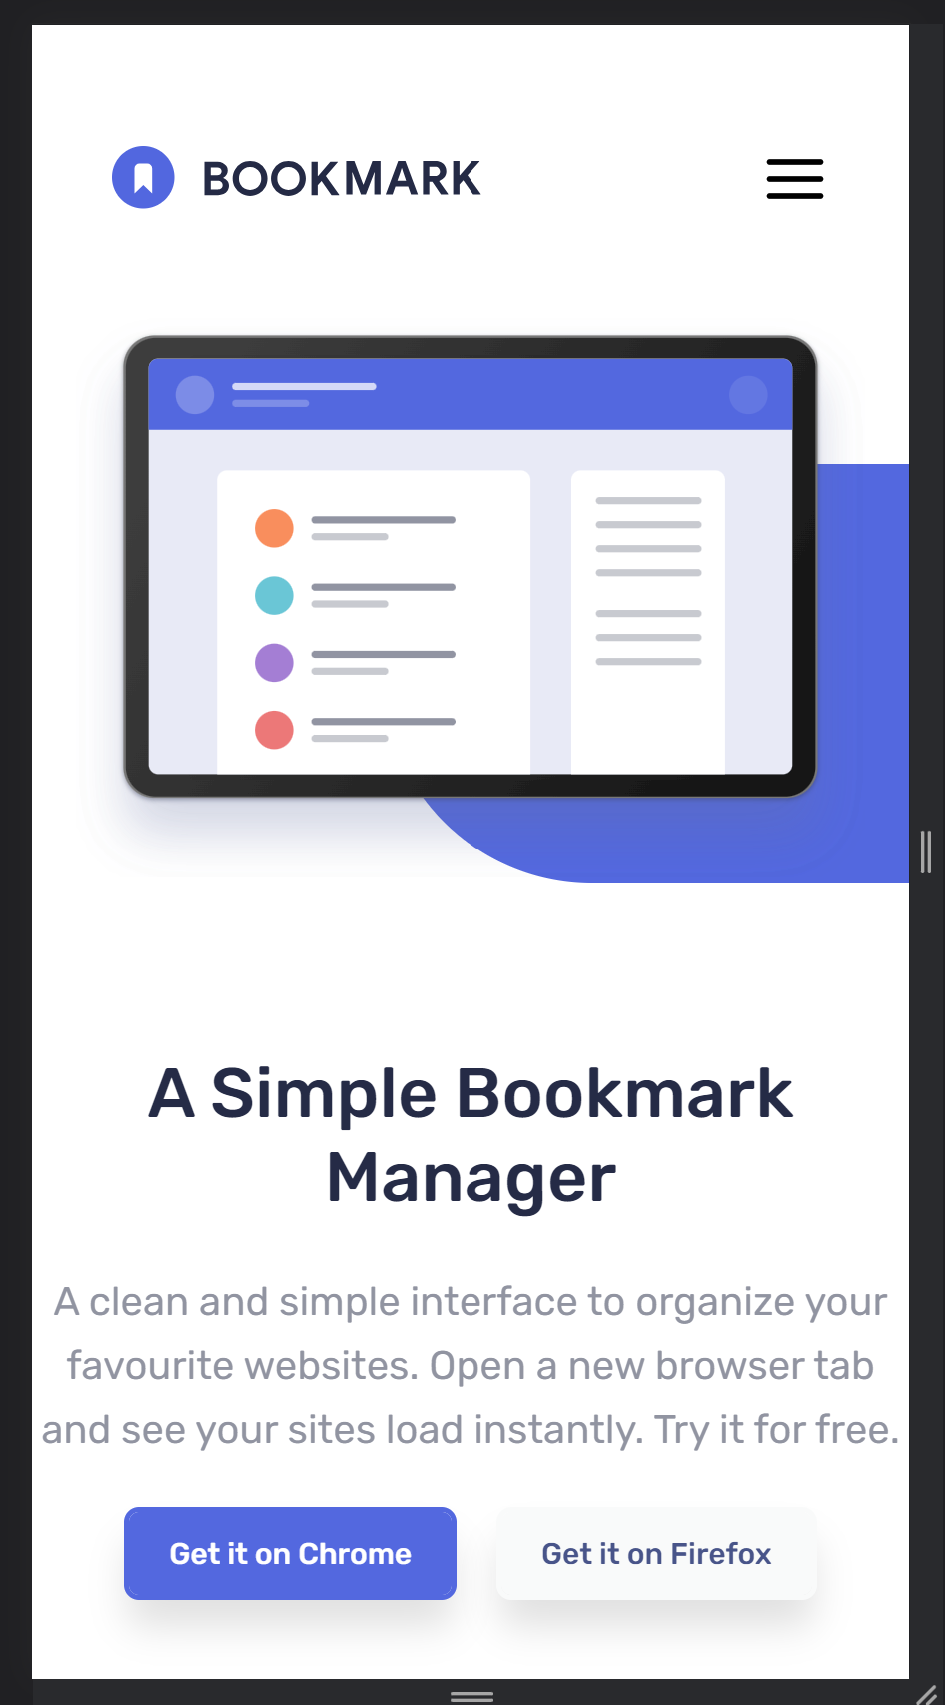 BOOKMARK
A Simple Bookmark
Manager
A clean and simple interface to organize your
favourite websites. Open a new browser tab
and see your sites load instantly. Try it for free.
Get it on Chrome
Get it on Firefox